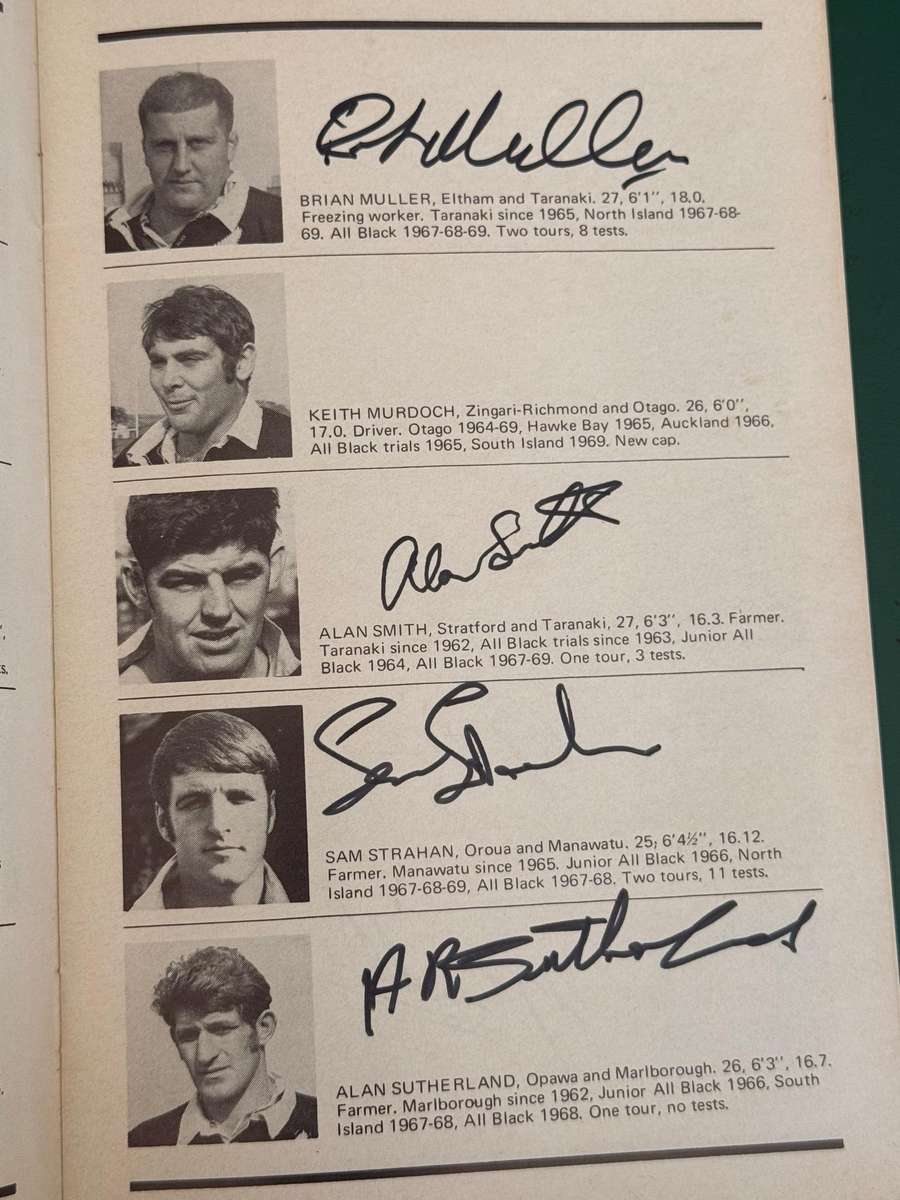 B L Muller
BRIAN MULLER, Eltham and Taranaki. 27, 6'1", 18.0.
Freezing worker. Taranaki since 1965, North Island 1967-68-
69. All Black 1967-68-69. Two tours, 8 tests.
KEITH MURDOCH, Zingari-Richmond and Otago. 26, 6'0",
17.0. Driver. Otago 1964-69, Hawke Bay 1965, Auckland 1966,
All Black trials 1965, South Island 1969. New cap.
Alan Smith
ALAN SMITH, Stratford and Taranaki, 27, 6'3", 16.3. Farmer.
Taranaki since 1962, All Black trials since 1963, Junior All
Black 1964, All Black 1967-69. One tour, 3 tests.
Sam Strahan
SAM STRAHAN, Oroua and Manawatu. 25, 6'4½", 16.12.
Farmer. Manawatu since 1965. Junior All Black 1966, North
Island 1967-68-69, All Black 1967-68. Two tours, 11 tests.
A R Sutherland
ALAN SUTHERLAND, Opawa and Marlborough. 26, 6'3", 16.7.
Farmer. Marlborough since 1962, Junior All Black 1966, South
Island 1967-68, All Black 1968. One tour, no tests.